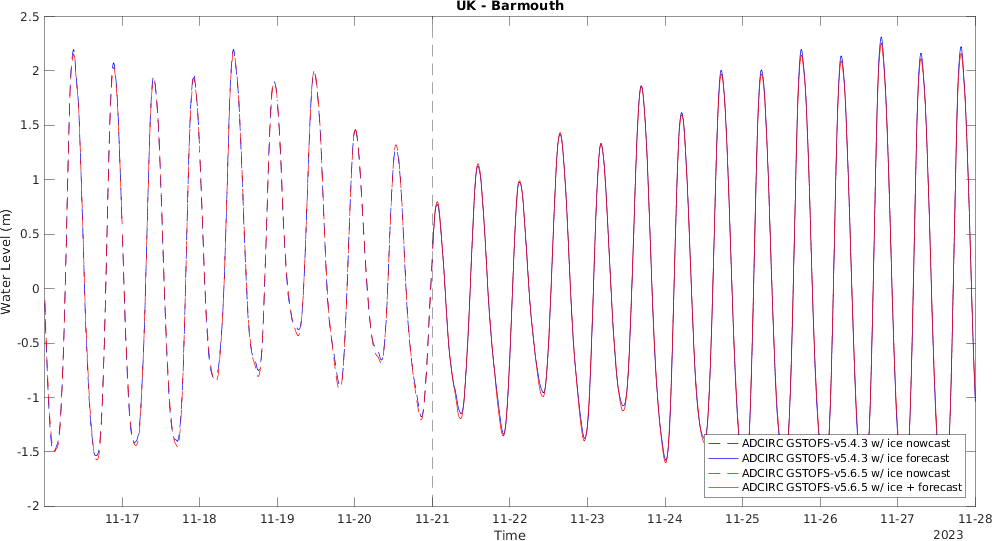 UK - Barmouth
2.5
2
1.5
1
0.5
0
-0.5
-1
-1.5
-2
Water Level (m)
11-17 11-18 11-19 11-20 11-21 11-22 11-23 11-24 11-25 11-26 11-27 11-28
Time
2023
ADCIRC GSTOFS-v5.4.3 w/ ice nowcast
ADCIRC GSTOFS-v5.4.3 w/ ice forecast
ADCIRC GSTOFS-v5.6.5 w/ ice nowcast
ADCIRC GSTOFS-v5.6.5 w/ ice + forecast